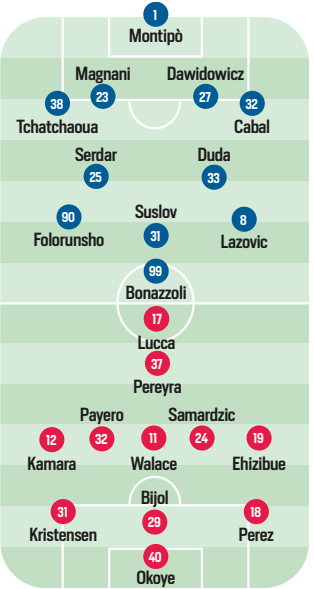 1
Montipò
Magnani Dawidowicz
38 23 27 32
Tchatchaoua Cabal
Serdar Duda
25 33
90 Suslov 8
Folorunsho 31 Lazovic
99
Bonazzoli
17
Lucca
37
Pereyra
Payero Samardzic
12 32 11 24 19
Kamara Walace Ehizibue
Bijol
31 29 18
Kristensen Perez
40
Okoye